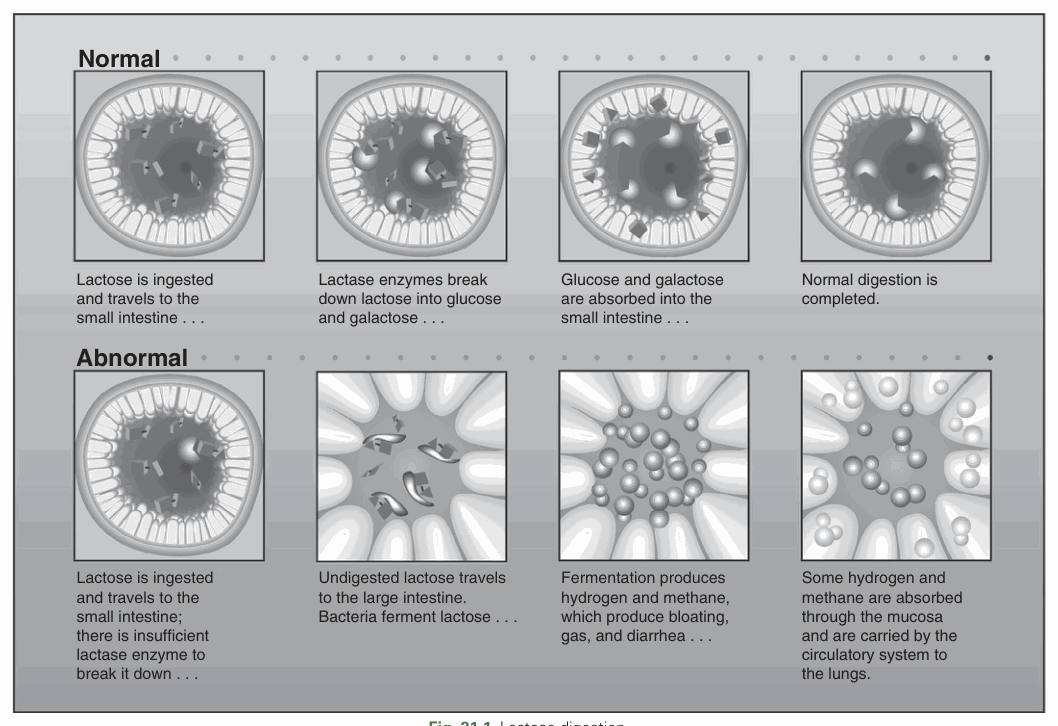 Normal
Lactose is ingested
and travels to the
small intestine . . .
Lactase enzymes break
down lactose into glucose
and galactose . . .
Glucose and galactose
are absorbed into the
small intestine . . .
Normal digestion is
completed.
Abnormal
Lactose is ingested
and travels to the
small intestine;
there is insufficient
lactase enzyme to
break it down . . .
Undigested lactose travels
to the large intestine.
Bacteria ferment lactose . . .
Fermentation produces
hydrogen and methane,
which produce bloating,
gas, and diarrhea . . .
Some hydrogen and
methane are absorbed
through the mucosa
and are carried by the
circulatory system to
the lungs.
Fig. 21.1 Lactose digestion